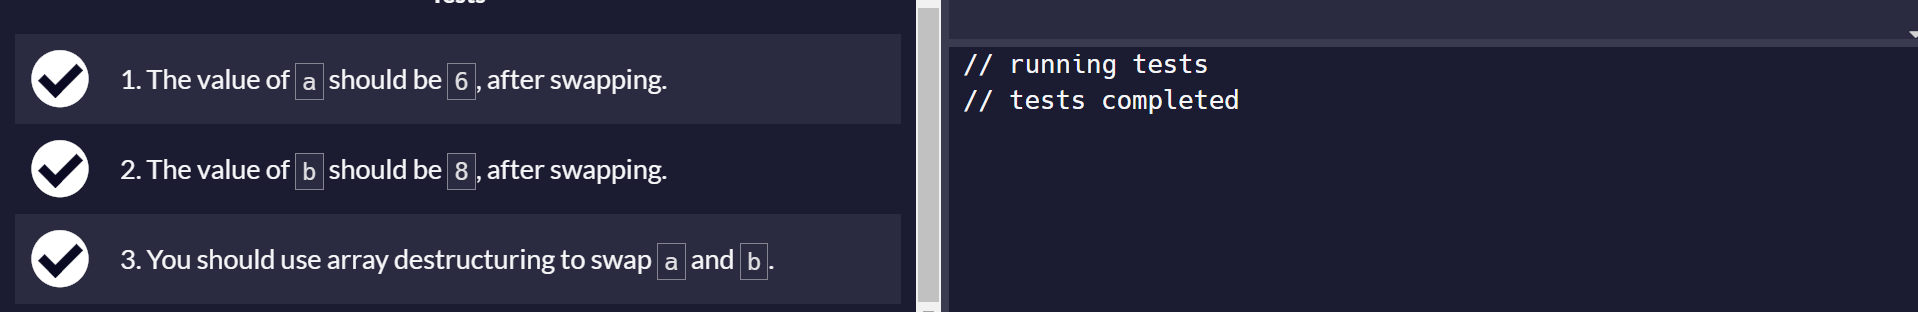 Tests
1. The value of a should be 6, after swapping.
2. The value of b should be 8, after swapping.
3. You should use array destructuring to swap a and b.
// running tests
// tests completed